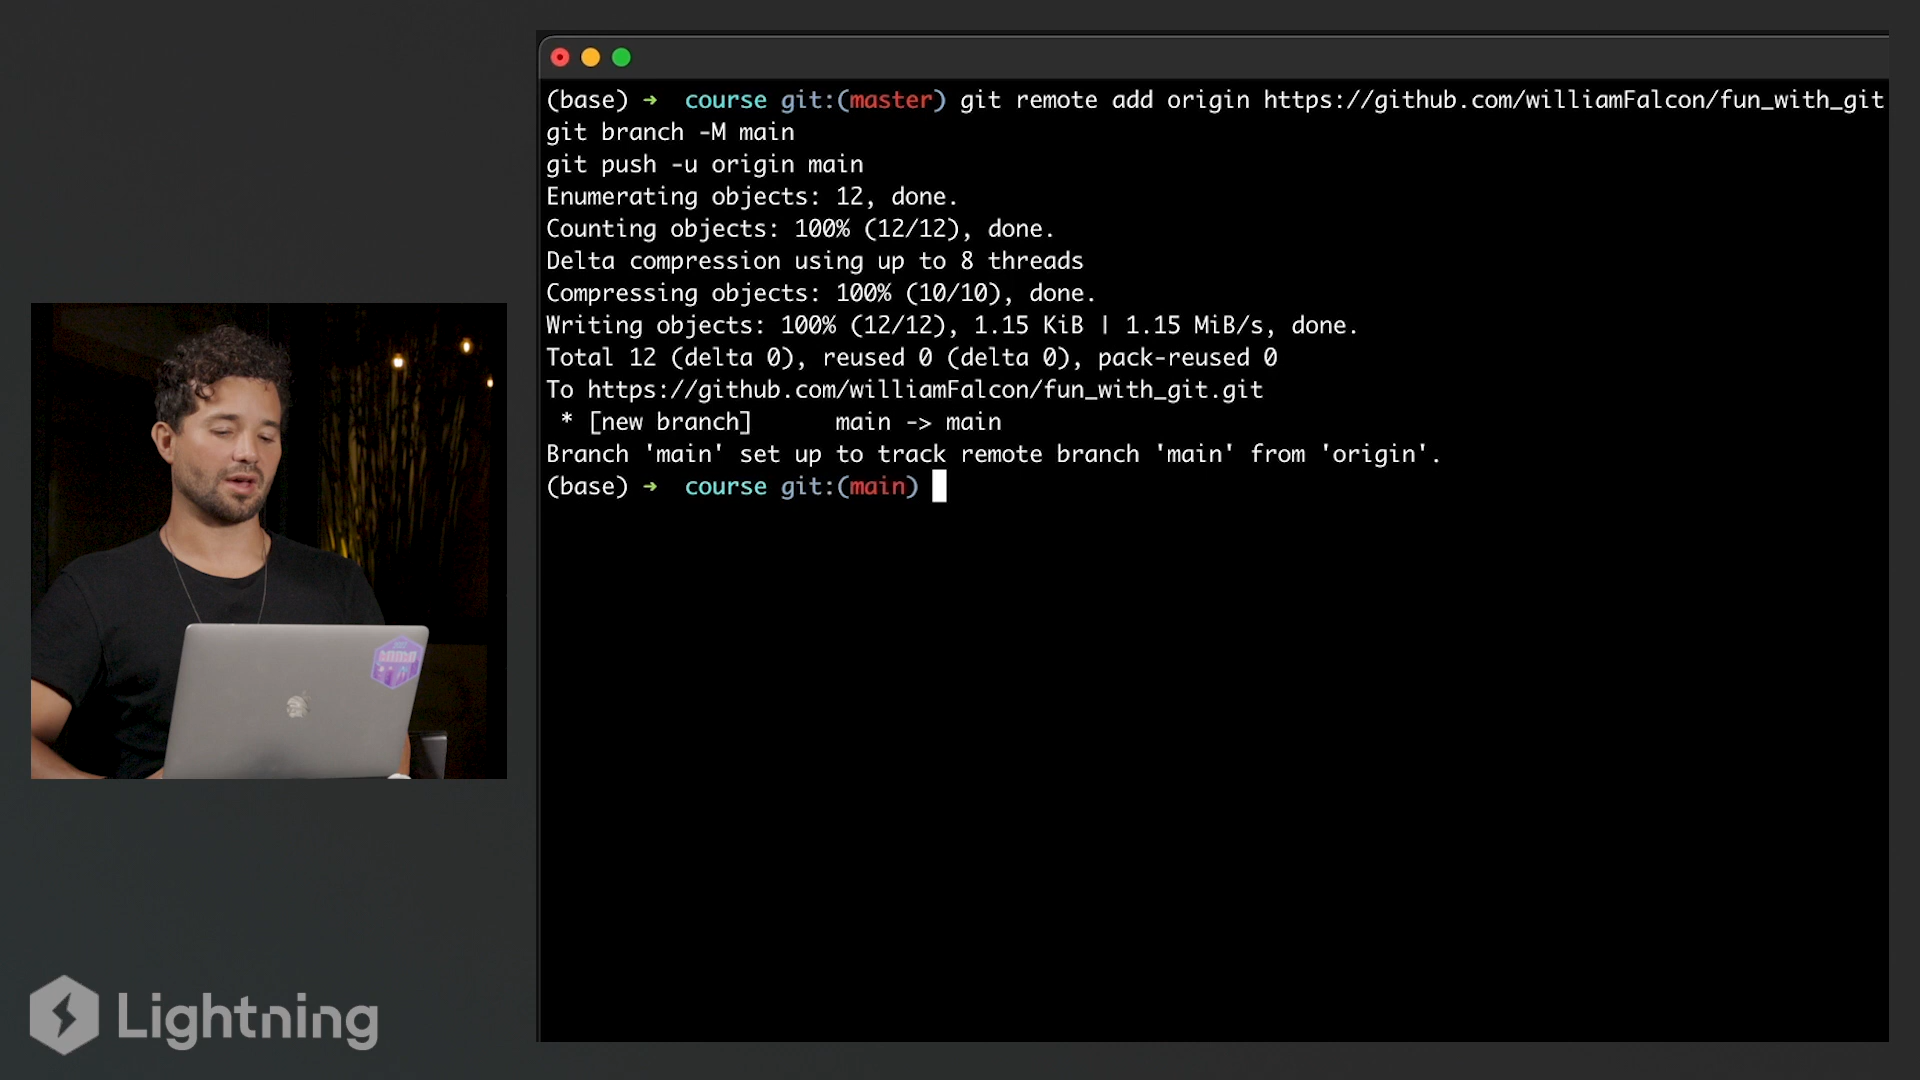 (base) ➜  course git:(master) git remote add origin https://github.com/williamFalcon/fun_with_git
git branch -M main
git push -u origin main
Enumerating objects: 12, done.
Counting objects: 100% (12/12), done.
Delta compression using up to 8 threads
Compressing objects: 100% (10/10), done.
Writing objects: 100% (12/12), 1.15 KiB | 1.15 MiB/s, done.
Total 12 (delta 0), reused 0 (delta 0), pack-reused 0
To https://github.com/williamFalcon/fun_with_git.git
 * [new branch]      main -> main
Branch 'main' set up to track remote branch 'main' from 'origin'.
(base) ➜  course git:(main)
Lightning